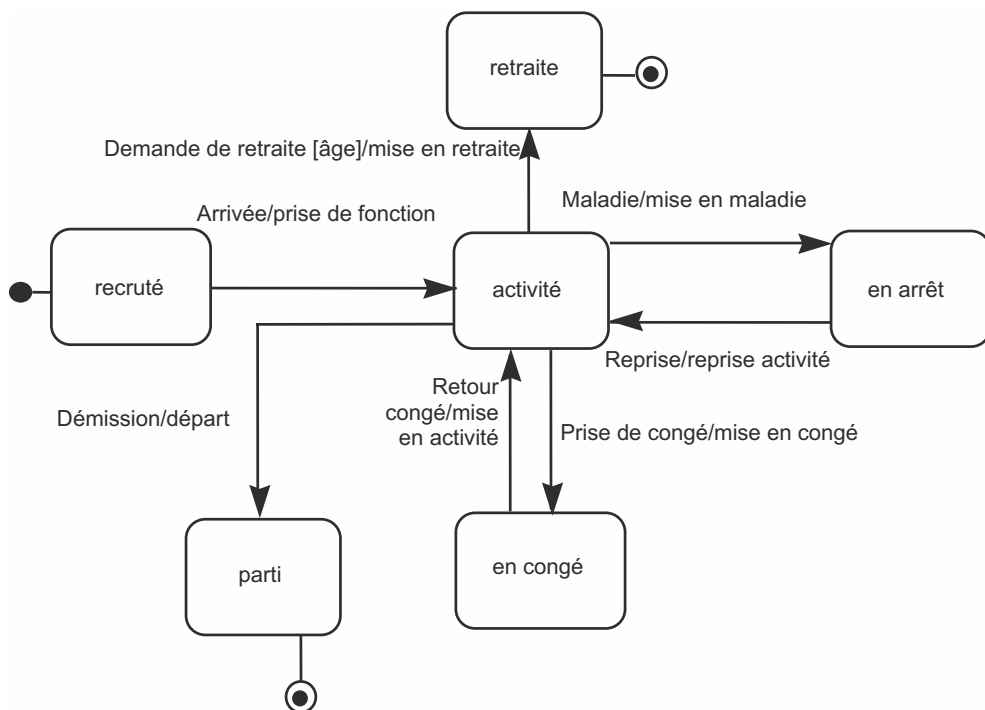 retraite
Demande de retraite [âge]/mise en retraite
Maladie/mise en maladie
Arrivée/prise de fonction
recruté
activité
en arrêt
Reprise/reprise activité
Retour
congé/mise
en activité
Démission/départ
Prise de congé/mise en congé
parti
en congé